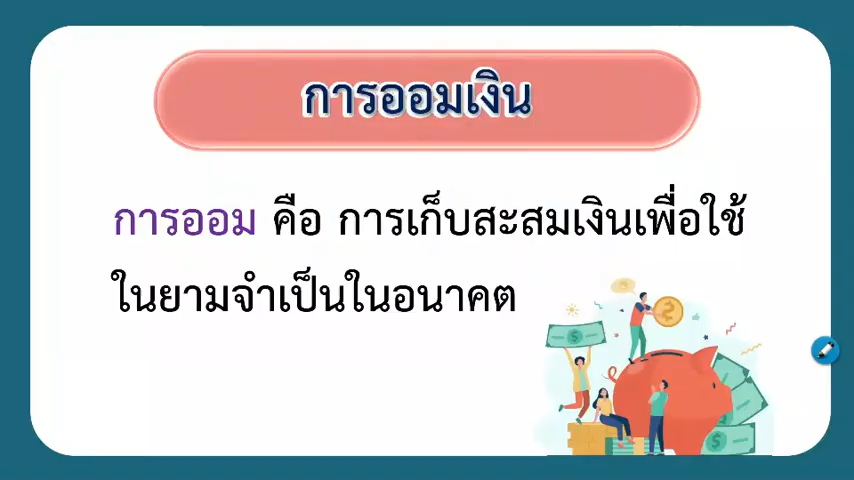 การออมเงิน
การออม คือ การเก็บสะสมเงินเพื่อใช้
ในยามจำเป็นในอนาคต